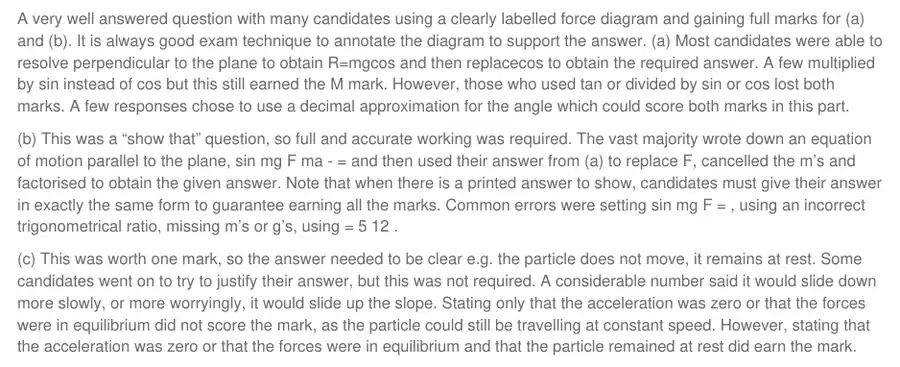 A very well answered question with many candidates using a clearly labelled force diagram and gaining full marks for (a)
and (b). It is always good exam technique to annotate the diagram to support the answer. (a) Most candidates were able to
resolve perpendicular to the plane to obtain R=mgcos and then replacecos to obtain the required answer. A few multiplied
by sin instead of cos but this still earned the M mark. However, those who used tan or divided by sin or cos lost both
marks. A few responses chose to use a decimal approximation for the angle which could score both marks in this part.
(b) This was a “show that” question, so full and accurate working was required. The vast majority wrote down an equation
of motion parallel to the plane, sin mg F ma - = and then used their answer from (a) to replace F, cancelled the m’s and
factorised to obtain the given answer. Note that when there is a printed answer to show, candidates must give their answer
in exactly the same form to guarantee earning all the marks. Common errors were setting sin mg F = , using an incorrect
trigonometrical ratio, missing m’s or g’s, using = 5 12 .
(c) This was worth one mark, so the answer needed to be clear e.g. the particle does not move, it remains at rest. Some
candidates went on to try to justify their answer, but this was not required. A considerable number said it would slide down
more slowly, or more worryingly, it would slide up the slope. Stating only that the acceleration was zero or that the forces
were in equilibrium did not score the mark, as the particle could still be travelling at constant speed. However, stating that
the acceleration was zero or that the forces were in equilibrium and that the particle remained at rest did earn the mark.